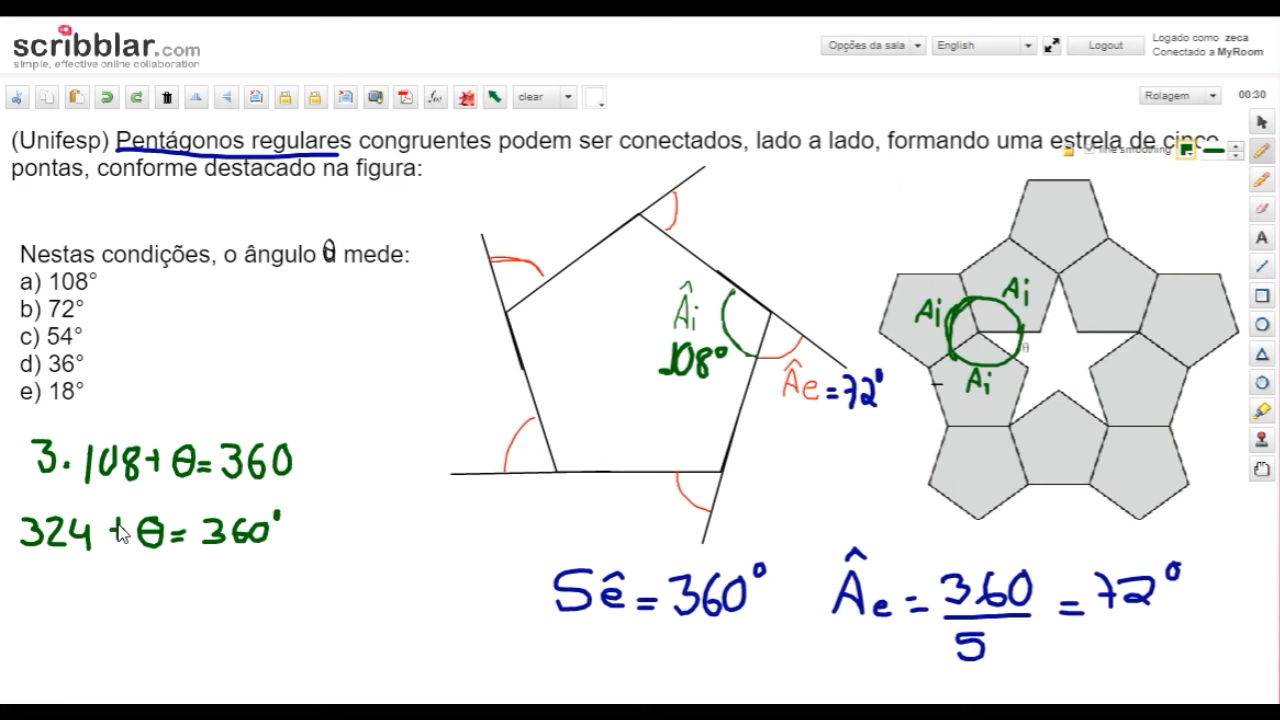 scribblar.com
simple, effective online collaboration
Opções da sala
English
Logout
Logado como zeca
Conectado a MyRoom
clear
Rolagem
00:30
(Unifesp) Pentágonos regulares congruentes podem ser conectados, lado a lado, formando uma estrela de cinco
line smoothing
pontas, conforme destacado na figura:
Nestas condições, o ângulo θ mede:
a) 108°
b) 72°
c) 54°
d) 36°
e) 18°
Âi
108°
Âe = 72°
Ai
Ai
θ
Ai
3. 108 + θ = 360
324 + θ = 360°
Sê = 360°
Âe = 360/5 = 72°